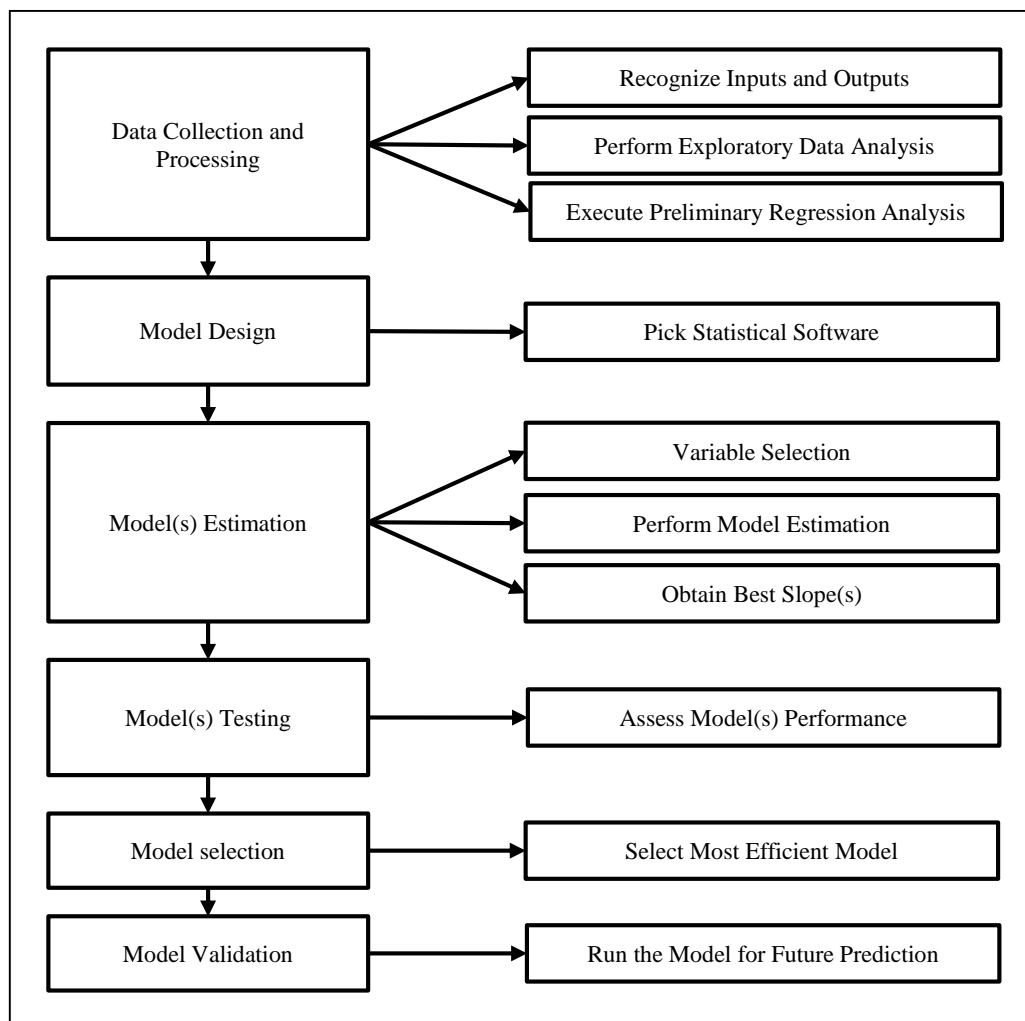 Data Collection and
Processing
Recognize Inputs and Outputs
Perform Exploratory Data Analysis
Execute Preliminary Regression Analysis
Model Design
Pick Statistical Software
Model(s) Estimation
Variable Selection
Perform Model Estimation
Obtain Best Slope(s)
Model(s) Testing
Assess Model(s) Performance
Model selection
Select Most Efficient Model
Model Validation
Run the Model for Future Prediction